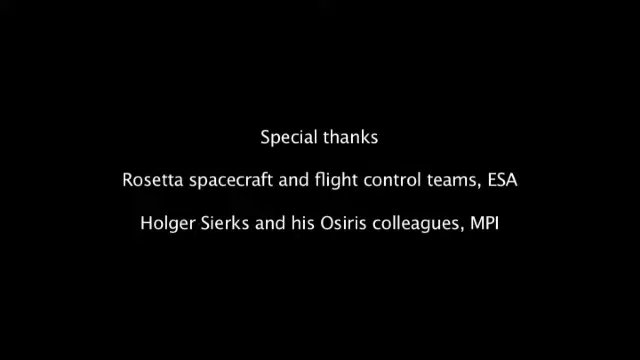 Special thanks
Rosetta spacecraft and flight control teams, ESA
Holger Sierks and his Osiris colleagues, MPI